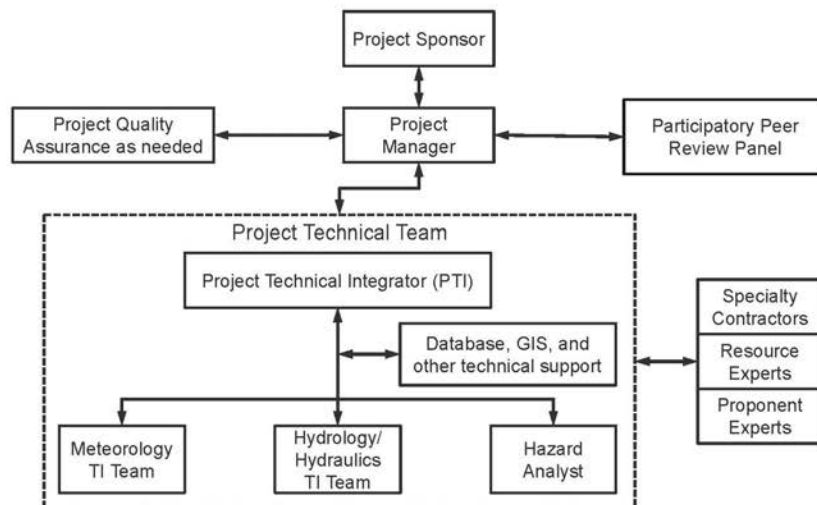 Project Sponsor
Project Quality
Assurance as needed
Project
Manager
Participatory Peer
Review Panel
Project Technical Team
Project Technical Integrator (PTI)
Database, GIS, and
other technical support
Specialty
Contractors
Resource
Experts
Proponent
Experts
Meteorology
TI Team
Hydrology/
Hydraulics
TI Team
Hazard
Analyst